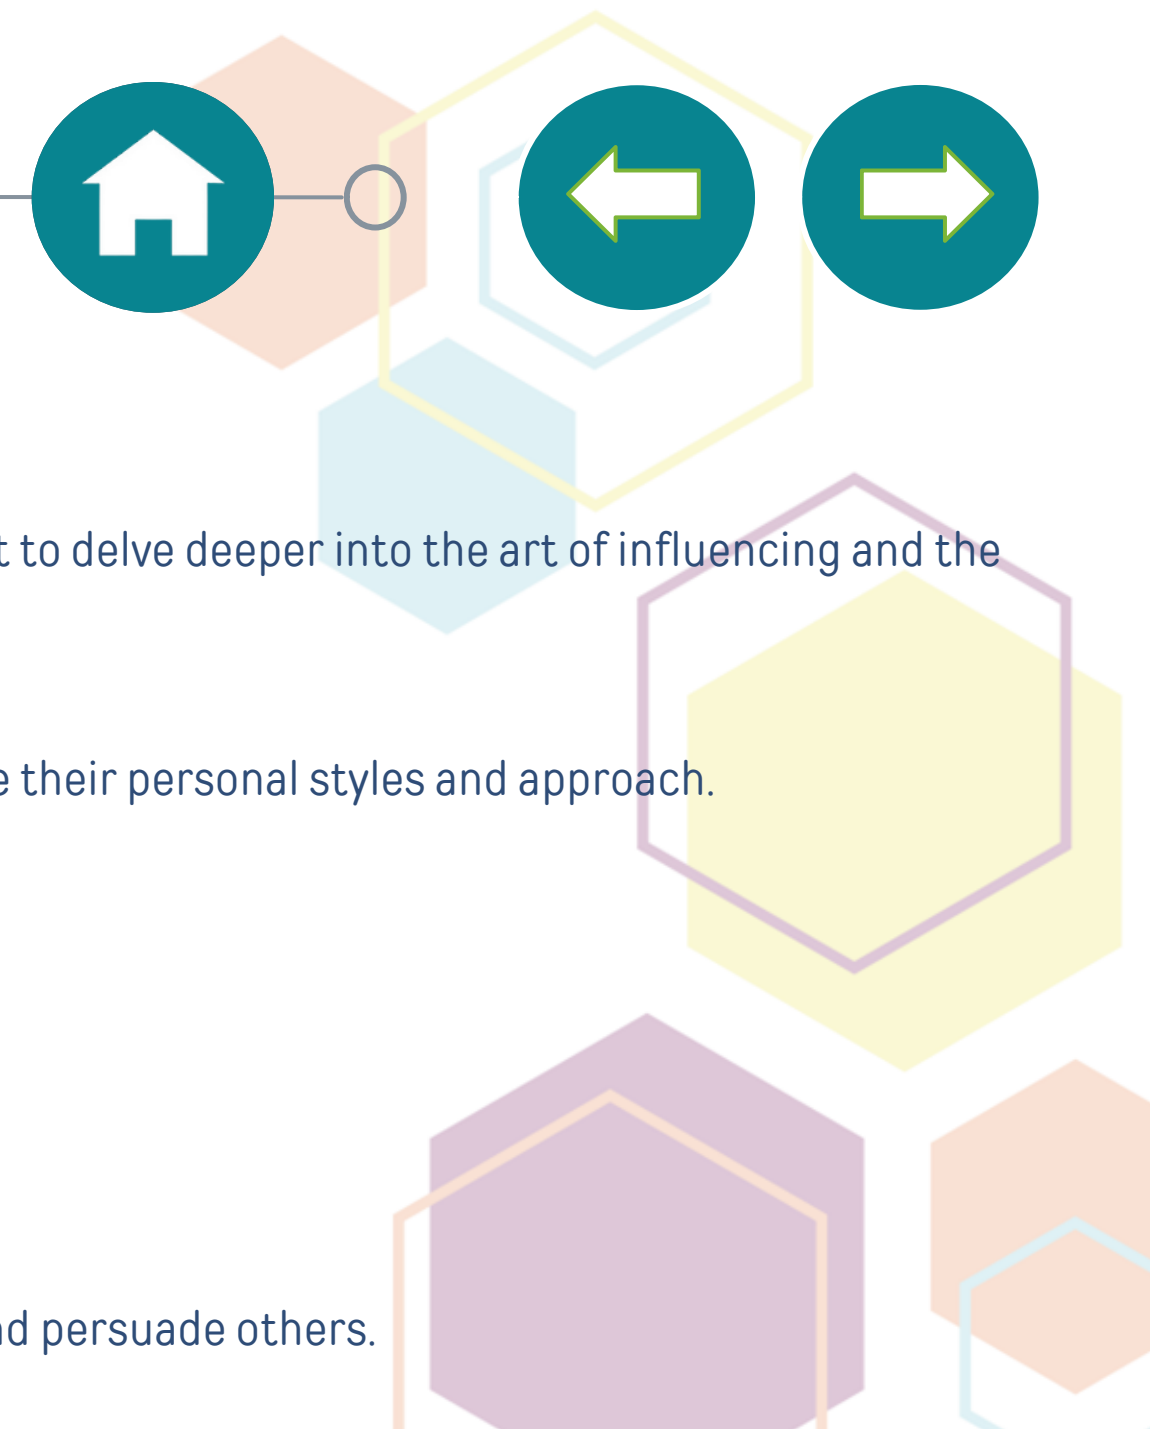 to delve deeper into the art of influencing and the
their personal styles and approach.
persuade others.